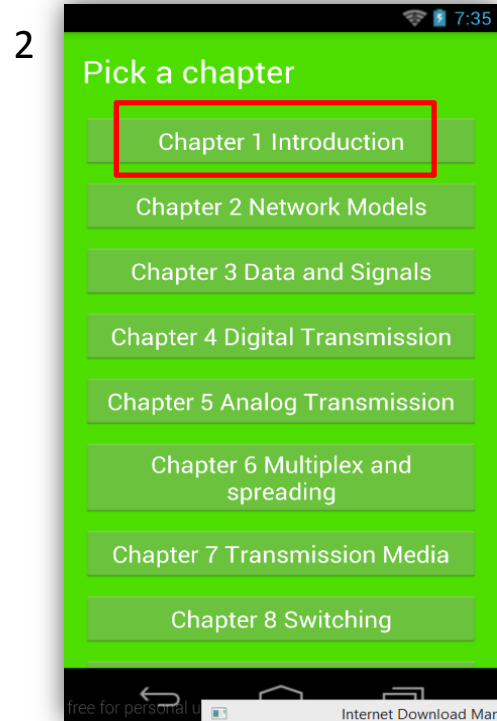 2
7:35
Pick a chapter
Chapter 1 Introduction
Chapter 2 Network Models
Chapter 3 Data and Signals
Chapter 4 Digital Transmission
Chapter 5 Analog Transmission
Chapter 6 Multiplex and
spreading
Chapter 7 Transmission Media
Chapter 8 Switching
free for personal u
Internet Download Mar